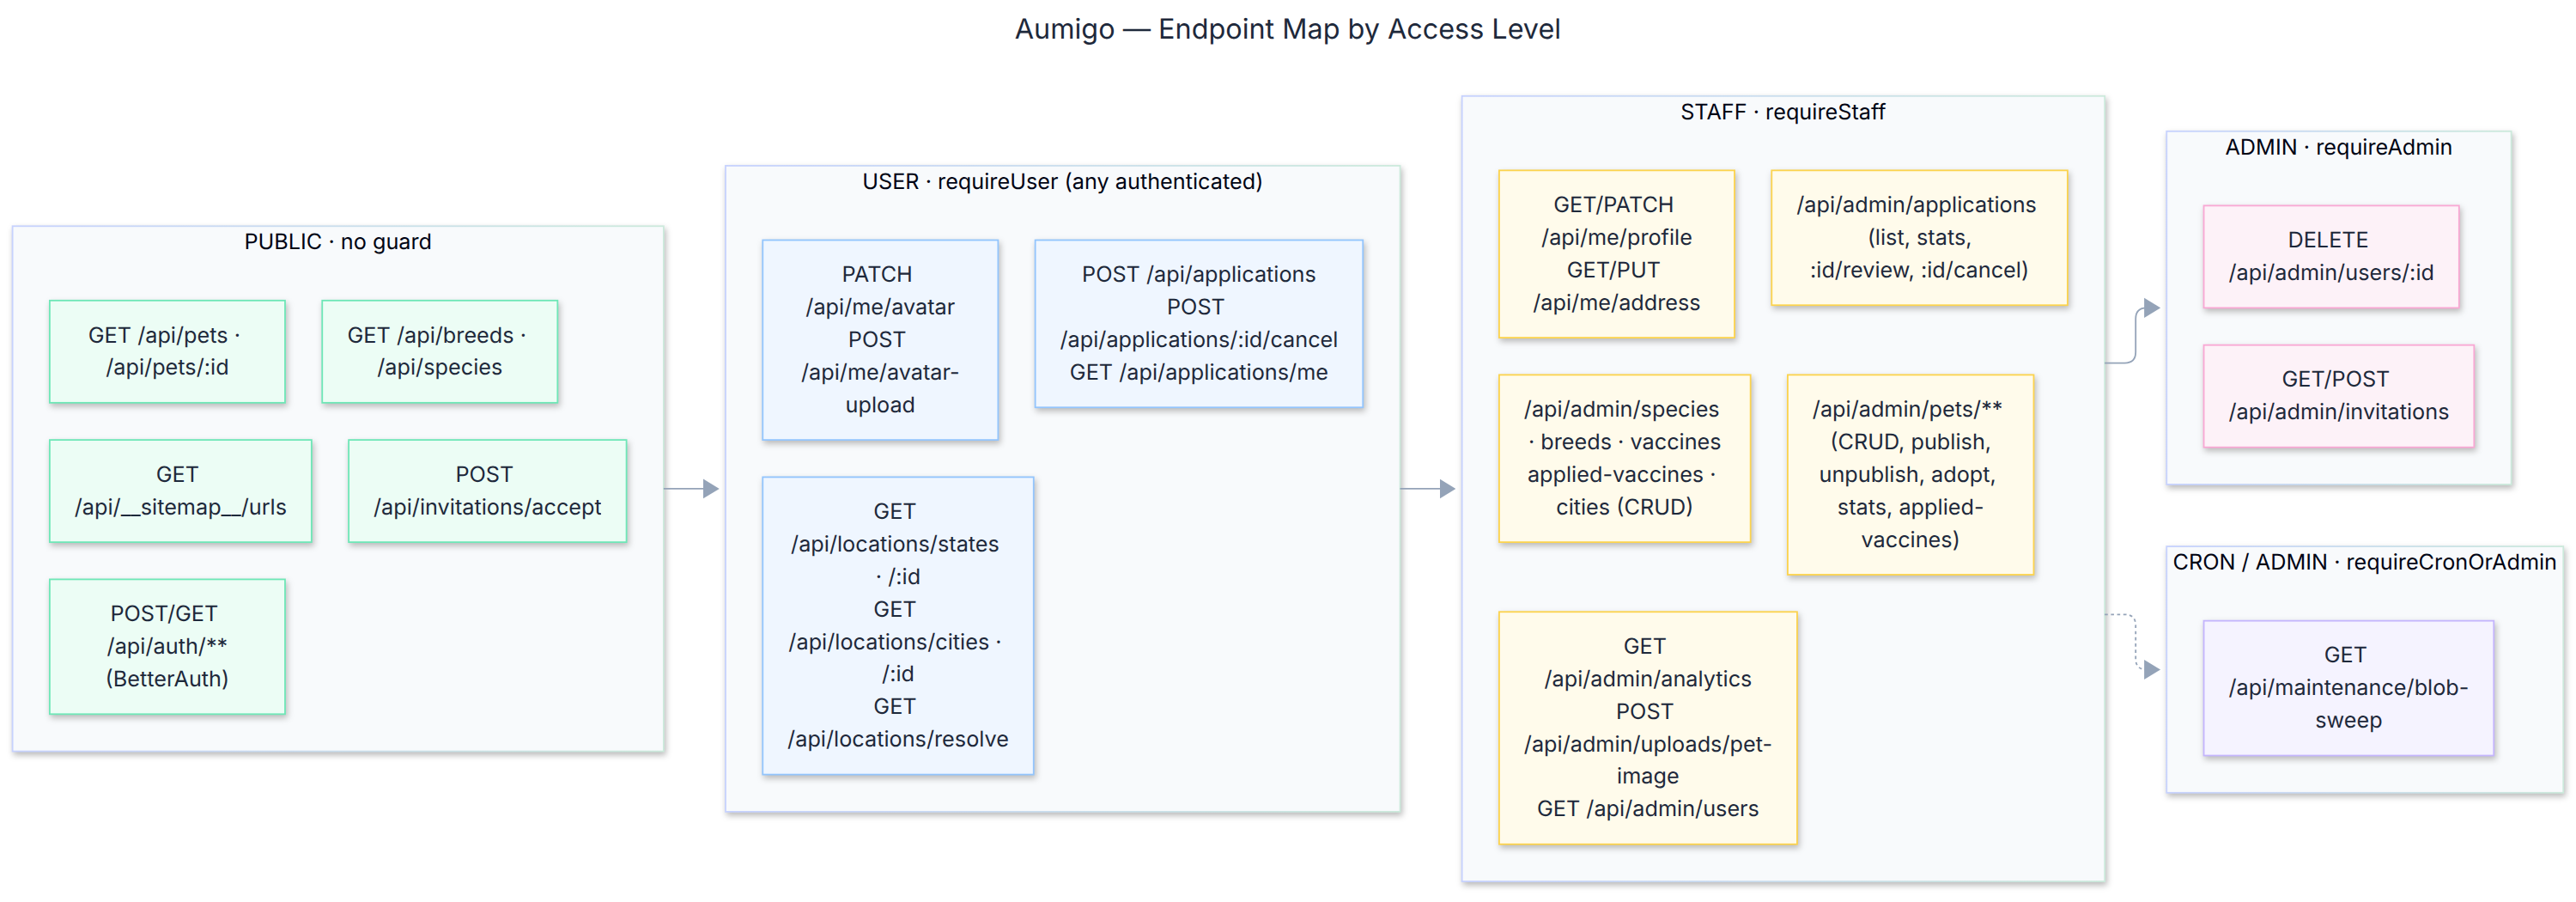 Aumigo — Endpoint Map by Access Level
PUBLIC · no guard
GET /api/pets ·
/api/pets/:id
GET /api/breeds ·
/api/species
GET
/api/__sitemap__/urls
POST
/api/invitations/accept
POST/GET
/api/auth/**
(BetterAuth)
USER · requireUser (any authenticated)
PATCH
/api/me/avatar
POST
/api/me/avatar-
upload
POST /api/applications
POST
/api/applications/:id/cancel
GET /api/applications/me
GET
/api/locations/states
· /:id
GET
/api/locations/cities ·
/:id
GET
/api/locations/resolve
STAFF · requireStaff
GET/PATCH
/api/me/profile
GET/PUT
/api/me/address
/api/admin/applications
(list, stats,
:id/review, :id/cancel)
/api/admin/species
· breeds · vaccines
applied-vaccines ·
cities (CRUD)
/api/admin/pets/**
(CRUD, publish,
unpublish, adopt,
stats, applied-
vaccines)
GET
/api/admin/analytics
POST
/api/admin/uploads/pet-
image
GET /api/admin/users
ADMIN · requireAdmin
DELETE
/api/admin/users/:id
GET/POST
/api/admin/invitations
CRON / ADMIN · requireCronOrAdmin
GET
/api/maintenance/blob-
sweep